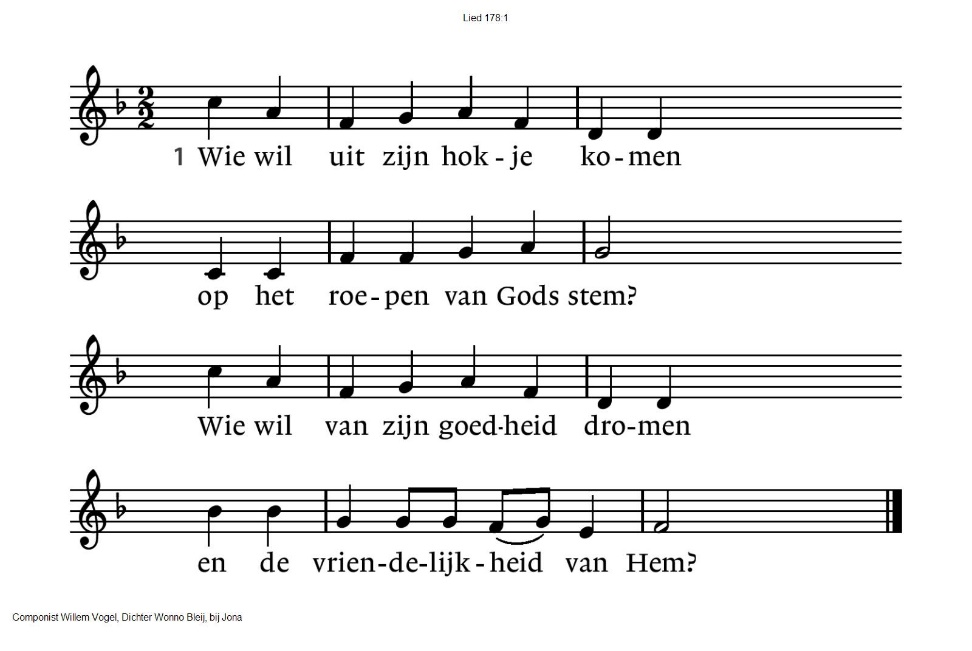 Lied 178:1
2
2
1 Wie wil uit zijn hok - je ko - men
op het roe - pen van Gods stem?
Wie wil van zijn goed-heid dro-men
en de vrien-de-lijk - heid van Hem?
Componist Willem Vogel, Dichter Wonno Bleij, bij Jona